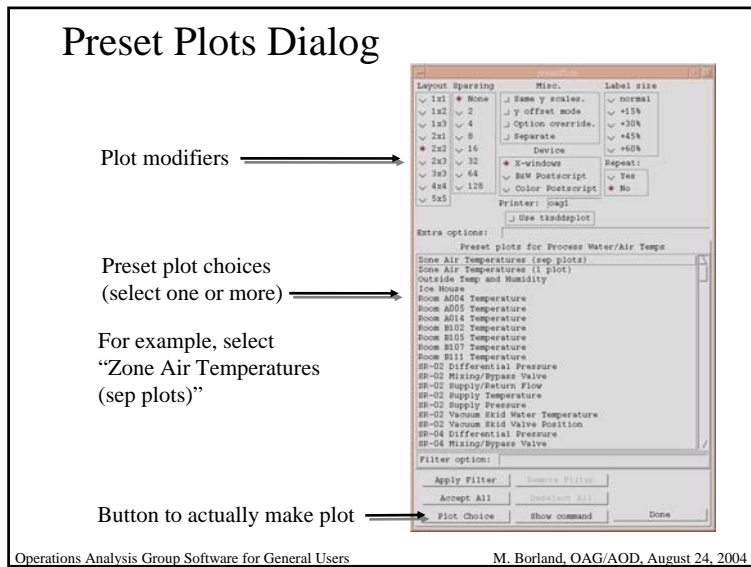 Preset Plots Dialog
Plot modifiers
Preset plot choices
(select one or more)
For example, select
“Zone Air Temperatures
(sep plots)”
Button to actually make plot
Layout Sparsing Misc. Label size
1x1 None Same y scales. normal
1x2 2 y offset mode +15%
1x3 4 Option override. +30%
2x1 8 Separate +45%
2x2 16 Device +60%
2x3 32 X-windows Repeat:
3x3 64 B&W Postscript Yes
4x4 128 Color Postscript No
5x5
Printer: oag1
Use tksddsplot
Extra options:
Preset plots for Process Water/Air Temps
Zone Air Temperatures (sep plots)
Zone Air Temperatures (1 plot)
Outside Temp and Humidity
Ice House
Room A004 Temperature
Room A005 Temperature
Room A014 Temperature
Room B102 Temperature
Room B105 Temperature
Room B107 Temperature
Room B111 Temperature
SR-02 Differential Pressure
SR-02 Mixing/Bypass Valve
SR-02 Supply/Return Flow
SR-02 Supply Temperature
SR-02 Supply Pressure
SR-02 Vacuum Skid Water Temperature
SR-02 Vacuum Skid Valve Position
SR-04 Differential Pressure
SR-04 Mixing/Bypass Valve
Filter option:
Apply Filter Remove Filter
Accept All Deselect All
Plot Choice Show command Done
Operations Analysis Group Software for General Users M. Borland, OAG/AOD, August 24, 2004